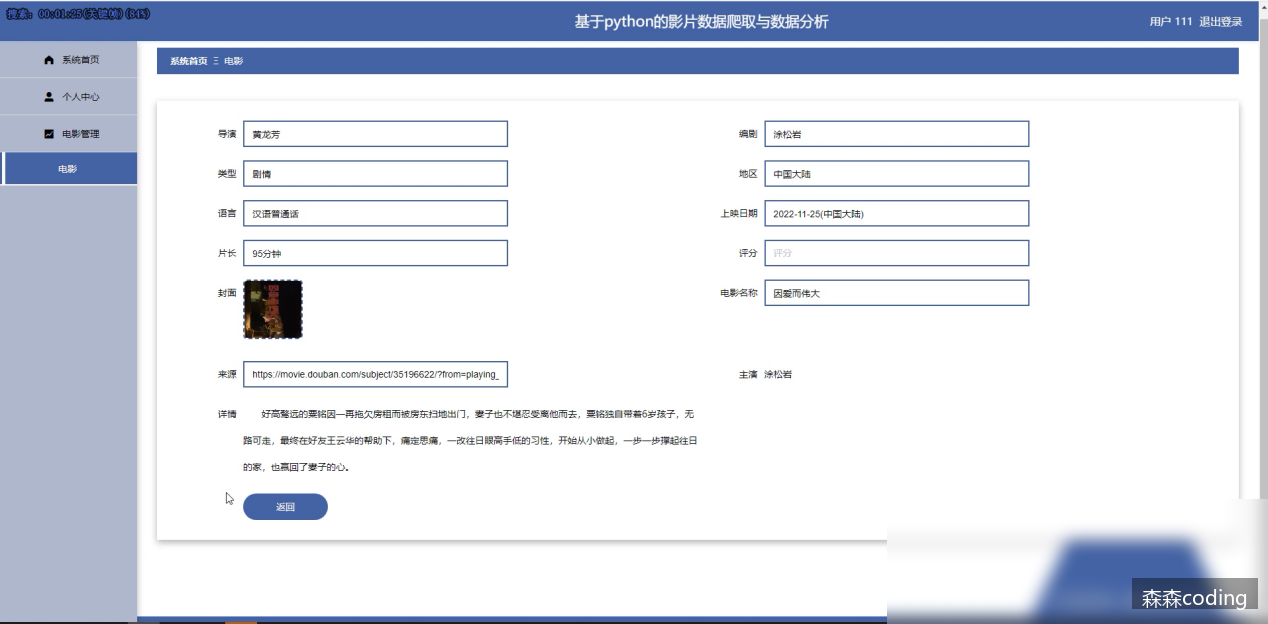 搜索: 00:01:25(关键帧)(84%)
基于python的影片数据爬取与数据分析
用户 111 退出登录
系统首页
个人中心
电影管理
电影
系统首页 Ξ 电影
导演 黄龙芳
编剧 涂松岩
类型 剧情
地区 中国大陆
语言 汉语普通话
上映日期 2022-11-25(中国大陆)
片长 95分钟
评分 评分
封面
电影名称 因爱而伟大
来源 https://movie.douban.com/subject/35196622/?from=playing_
主演 涂松岩
详情 好高骛远的粟铭因一再拖欠房租而被房东扫地出门，妻子也不堪忍受离他而去，粟铭独自带着6岁孩子，无
路可走，最终在好友王云华的帮助下，痛定思痛，一改往日眼高手低的习性，开始从小做起，一步一步撑起往日
的家，也赢回了妻子的心。
返回
森森coding